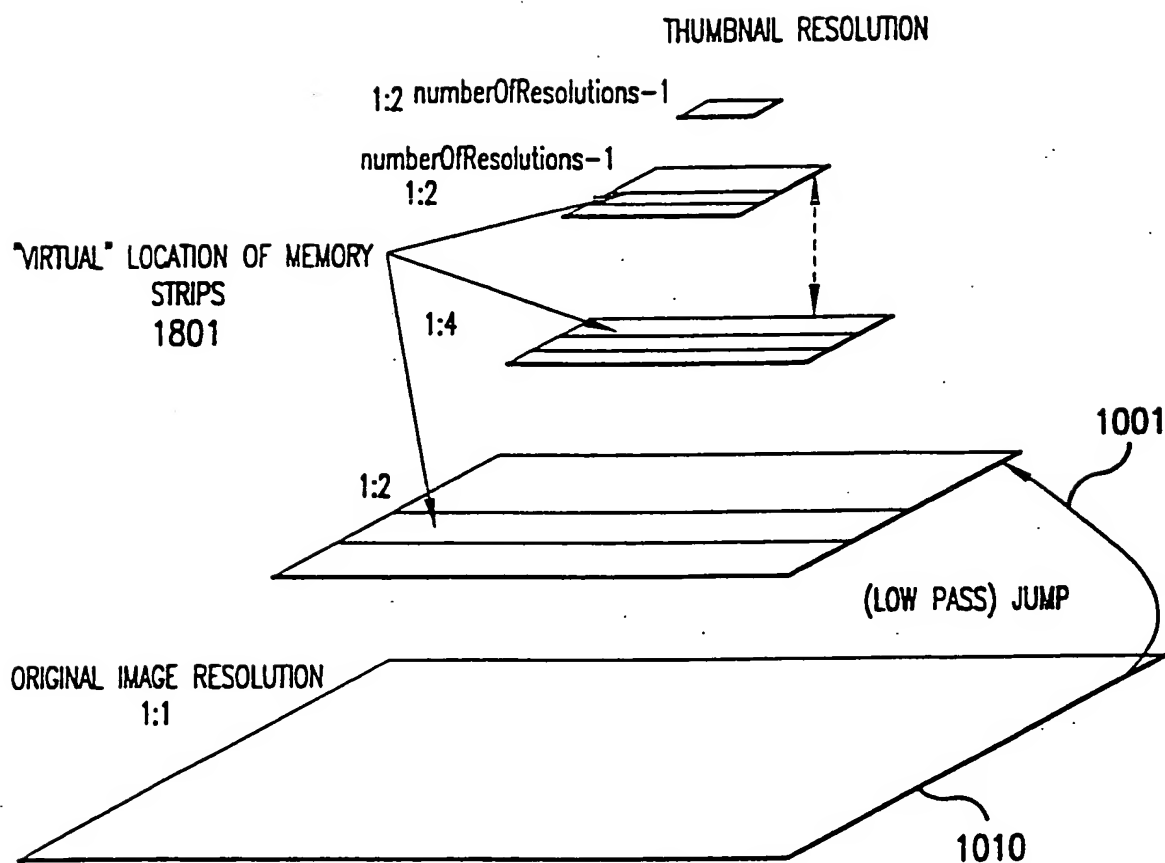 THUMBNAIL RESOLUTION
1:2 numberOfResolutions-1
numberOfResolutions-1
1:2
"VIRTUAL" LOCATION OF MEMORY
STRIPS
1801
1:4
1001
1:2
(LOW PASS) JUMP
ORIGINAL IMAGE RESOLUTION
1:1
1010